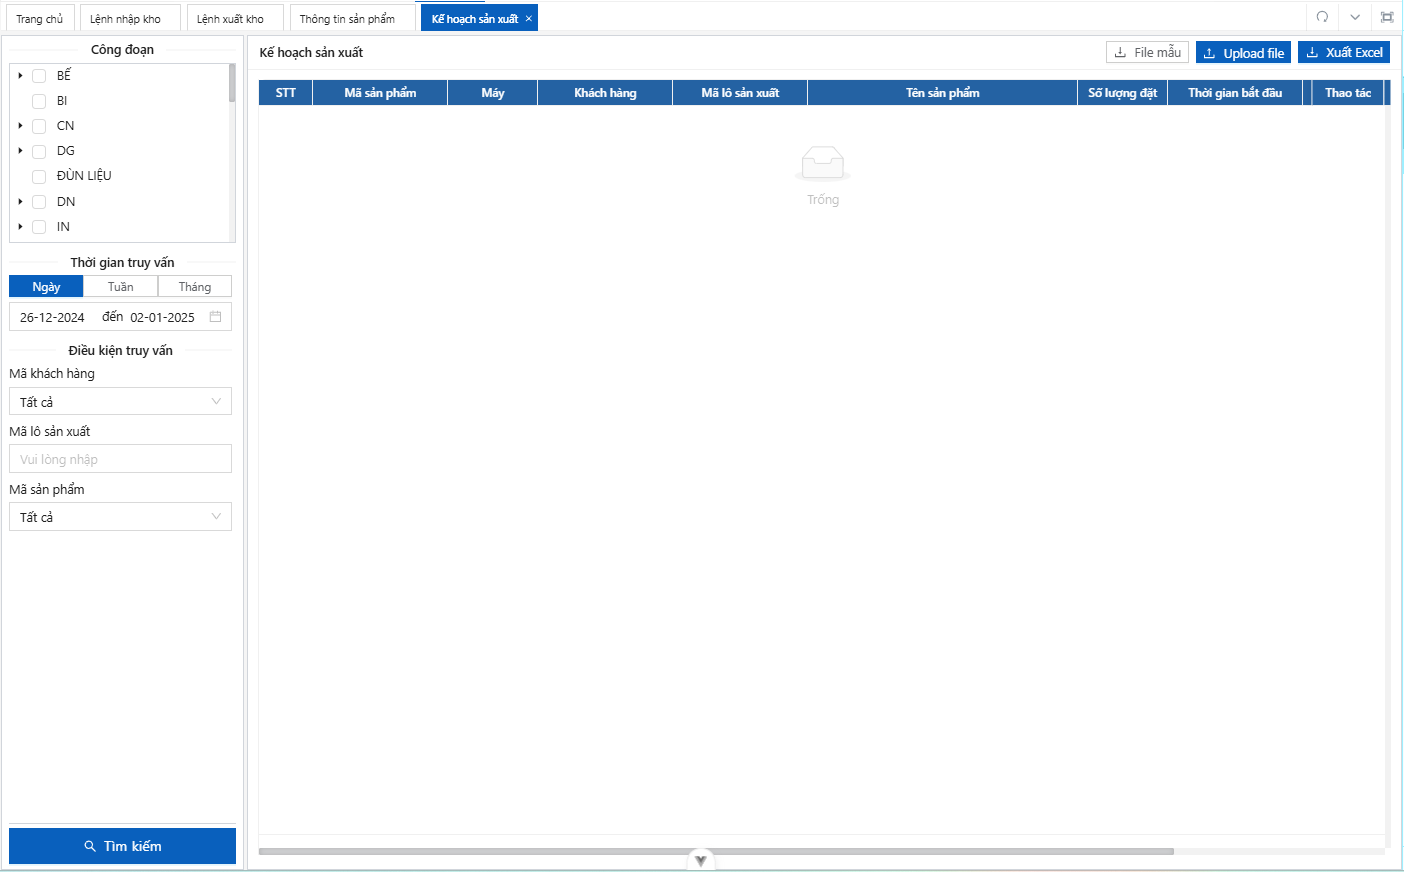 Trang chủ
Lệnh nhập kho
Lệnh xuất kho
Thông tin sản phẩm
Kế hoạch sản xuất
Công đoạn
BẾ
BI
CN
DG
ĐÙN LIỆU
DN
IN
Thời gian truy vấn
Ngày
Tuần
Tháng
26-12-2024 đến 02-01-2025
Điều kiện truy vấn
Mã khách hàng
Tất cả
Mã lô sản xuất
Vui lòng nhập
Mã sản phẩm
Tất cả
Tìm kiếm
Kế hoạch sản xuất
File mẫu
Upload file
Xuất Excel
STT
Mã sản phẩm
Máy
Khách hàng
Mã lô sản xuất
Tên sản phẩm
Số lượng đặt
Thời gian bắt đầu
Thao tác
Trống